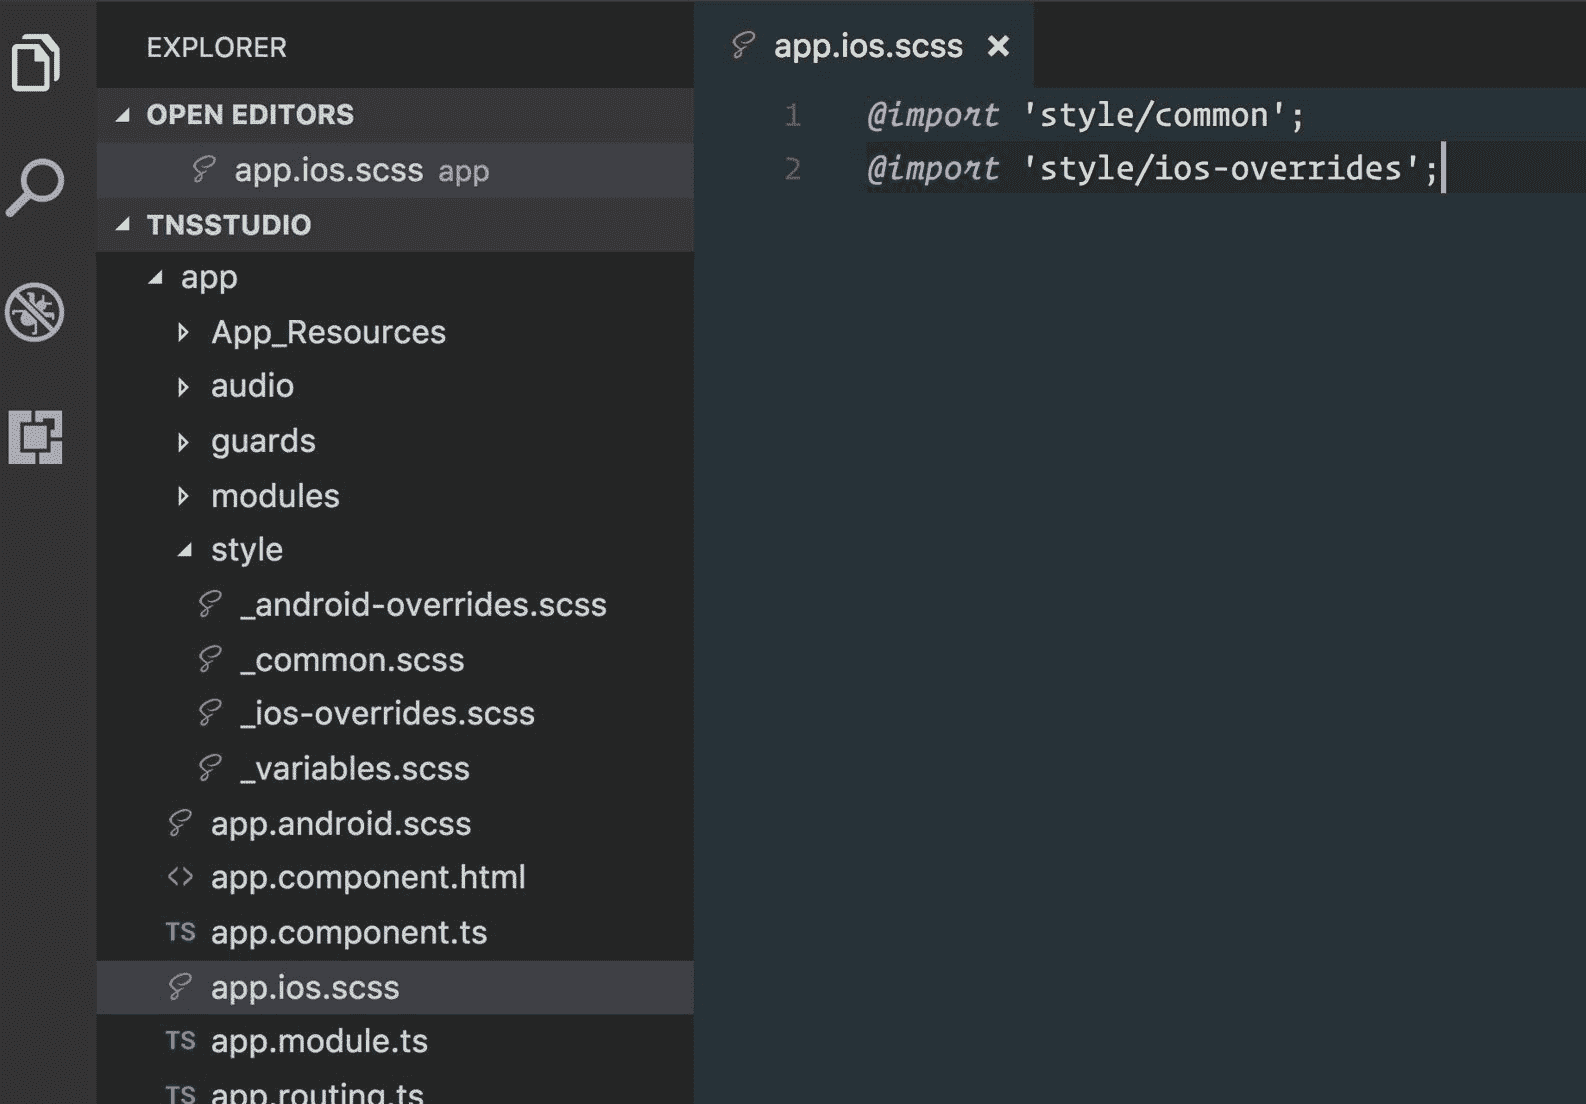 EXPLORER
OPEN EDITORS
app.ios.scss app
TNSSTUDIO
app
App_Resources
audio
guards
modules
style
_android-overrides.scss
_common.scss
_ios-overrides.scss
_variables.scss
app.android.scss
<> app.component.html
TS app.component.ts
app.ios.scss
TS app.module.ts
TS app.routing.ts
app.ios.scss ×
1 @import 'style/common';
2 @import 'style/ios-overrides';